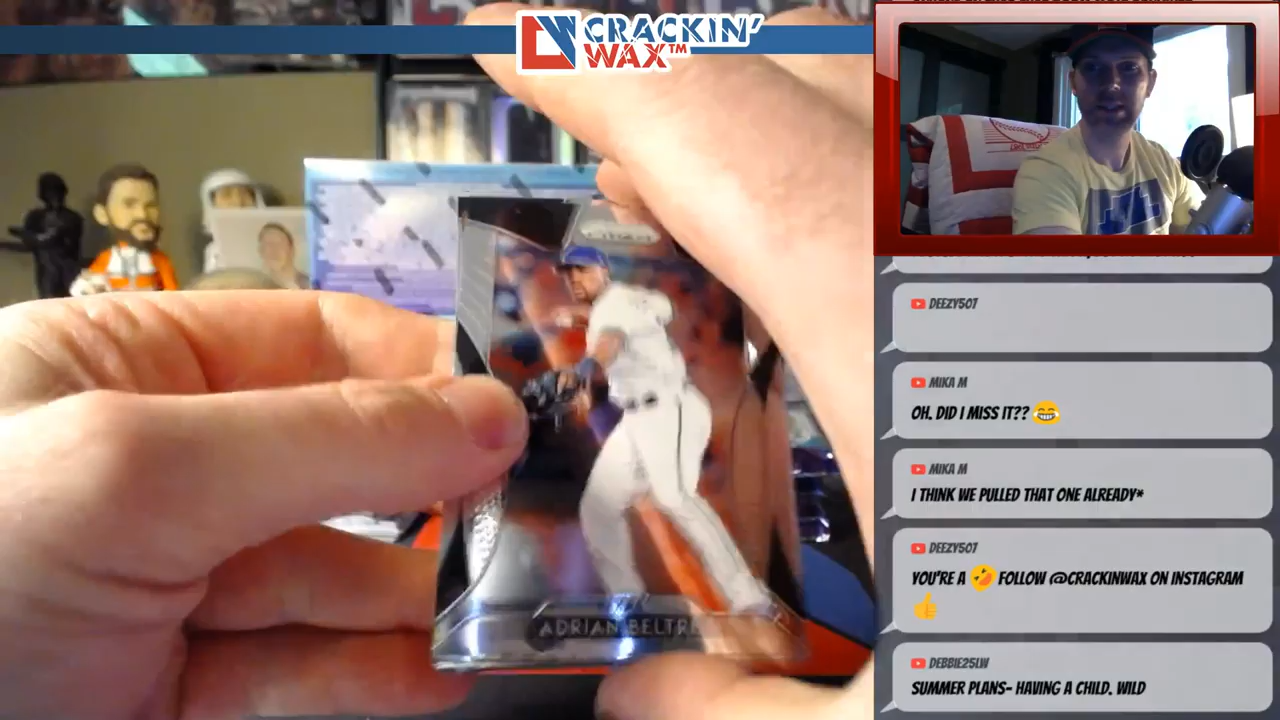 CRACKIN'
WAX™
DEEZY507
MIKA M
OH. DID I MISS IT?? 😂
MIKA M
I THINK WE PULLED THAT ONE ALREADY*
DEEZY507
YOU'RE A 🤣 FOLLOW @CRACKINWAX ON INSTAGRAM
👍
DEBBIE25LW
SUMMER PLANS- HAVING A CHILD. WILD
ADRIAN BELTRE